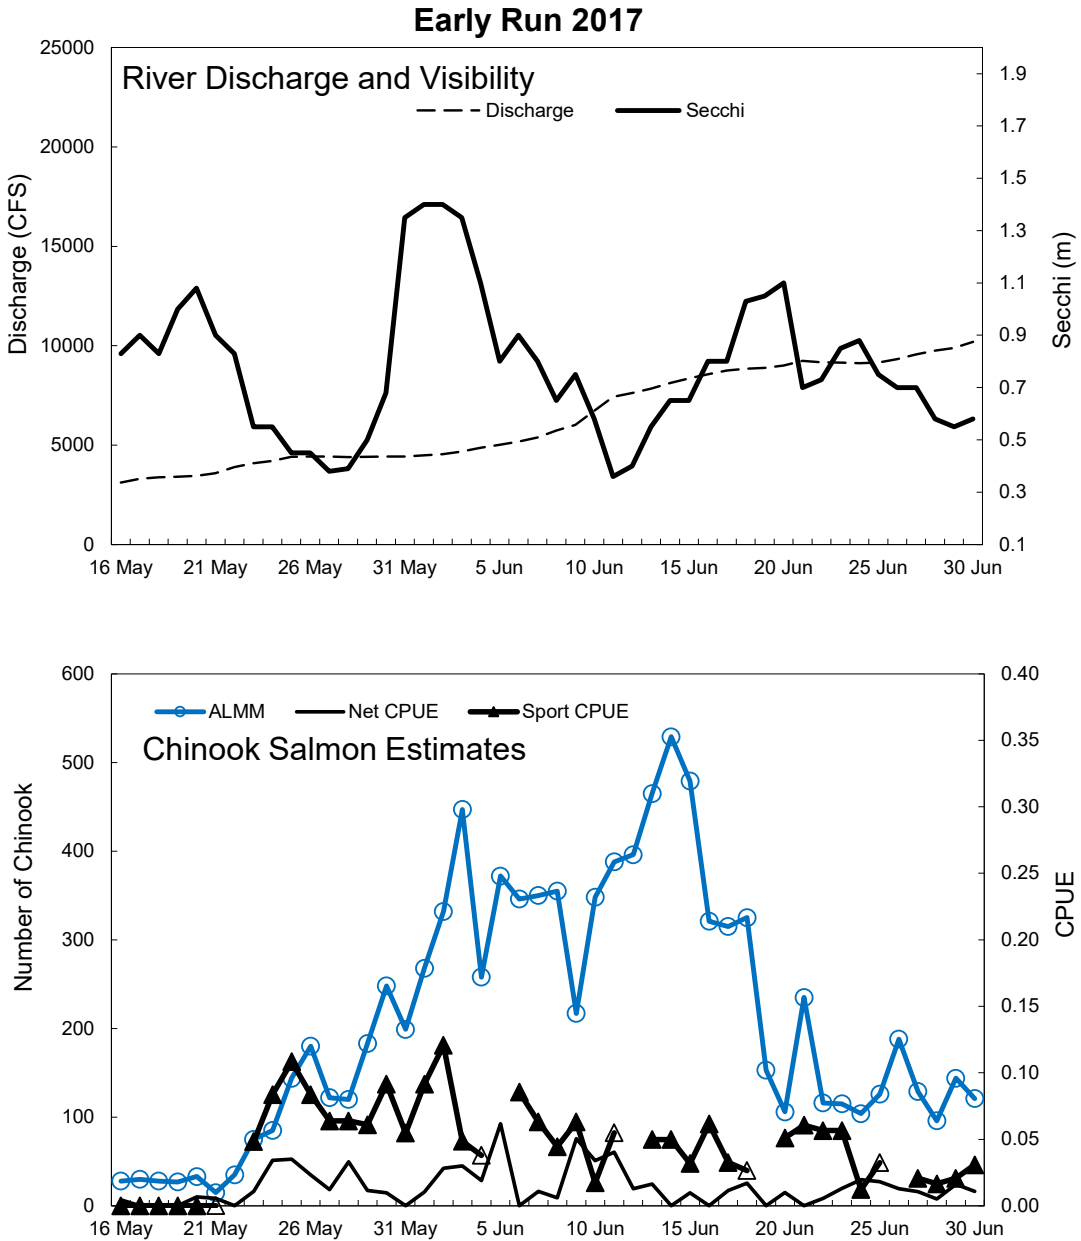 Early Run 2017
River Discharge and Visibility
Discharge Secchi
25000
20000
15000
10000
5000
0
Discharge (CFS)
1.9
1.7
1.5
1.3
1.1
0.9
0.7
0.5
0.3
0.1
Secchi (m)
16 May 21 May 26 May 31 May 5 Jun 10 Jun 15 Jun 20 Jun 25 Jun 30 Jun
ALMM Net CPUE Sport CPUE
Chinook Salmon Estimates
600
500
400
300
200
100
0
Number of Chinook
0.40
0.35
0.30
0.25
0.20
0.15
0.10
0.05
0.00
CPUE
16 May 21 May 26 May 31 May 5 Jun 10 Jun 15 Jun 20 Jun 25 Jun 30 Jun